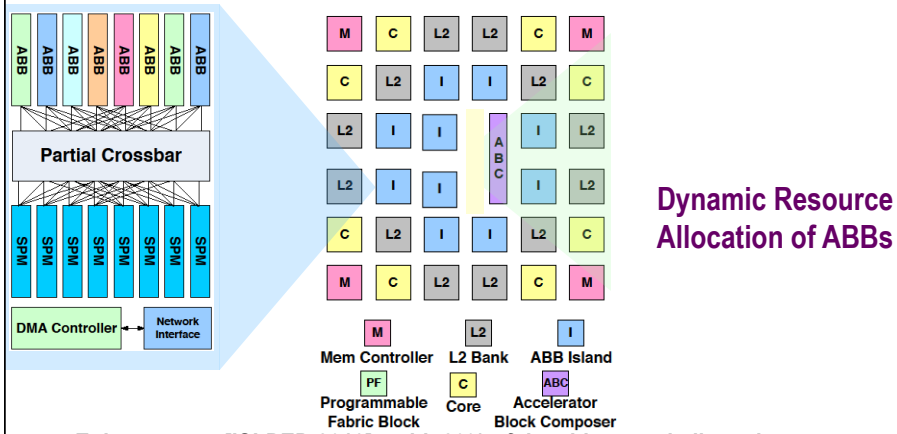 ABB ABB ABB ABB ABB ABB ABB ABB
Partial Crossbar
SPM SPM SPM SPM SPM SPM SPM SPM
DMA Controller
Network
Interface
M C L2 L2 C M
C L2 I I L2 C
L2 I I I L2
ABC
L2 I I I L2
C L2 I I L2 C
M C L2 L2 C M
M L2 I
Mem Controller L2 Bank ABB Island
PF C ABC
Programmable
Fabric Block
Core
Accelerator
Block Composer
Dynamic Resource
Allocation of ABBs